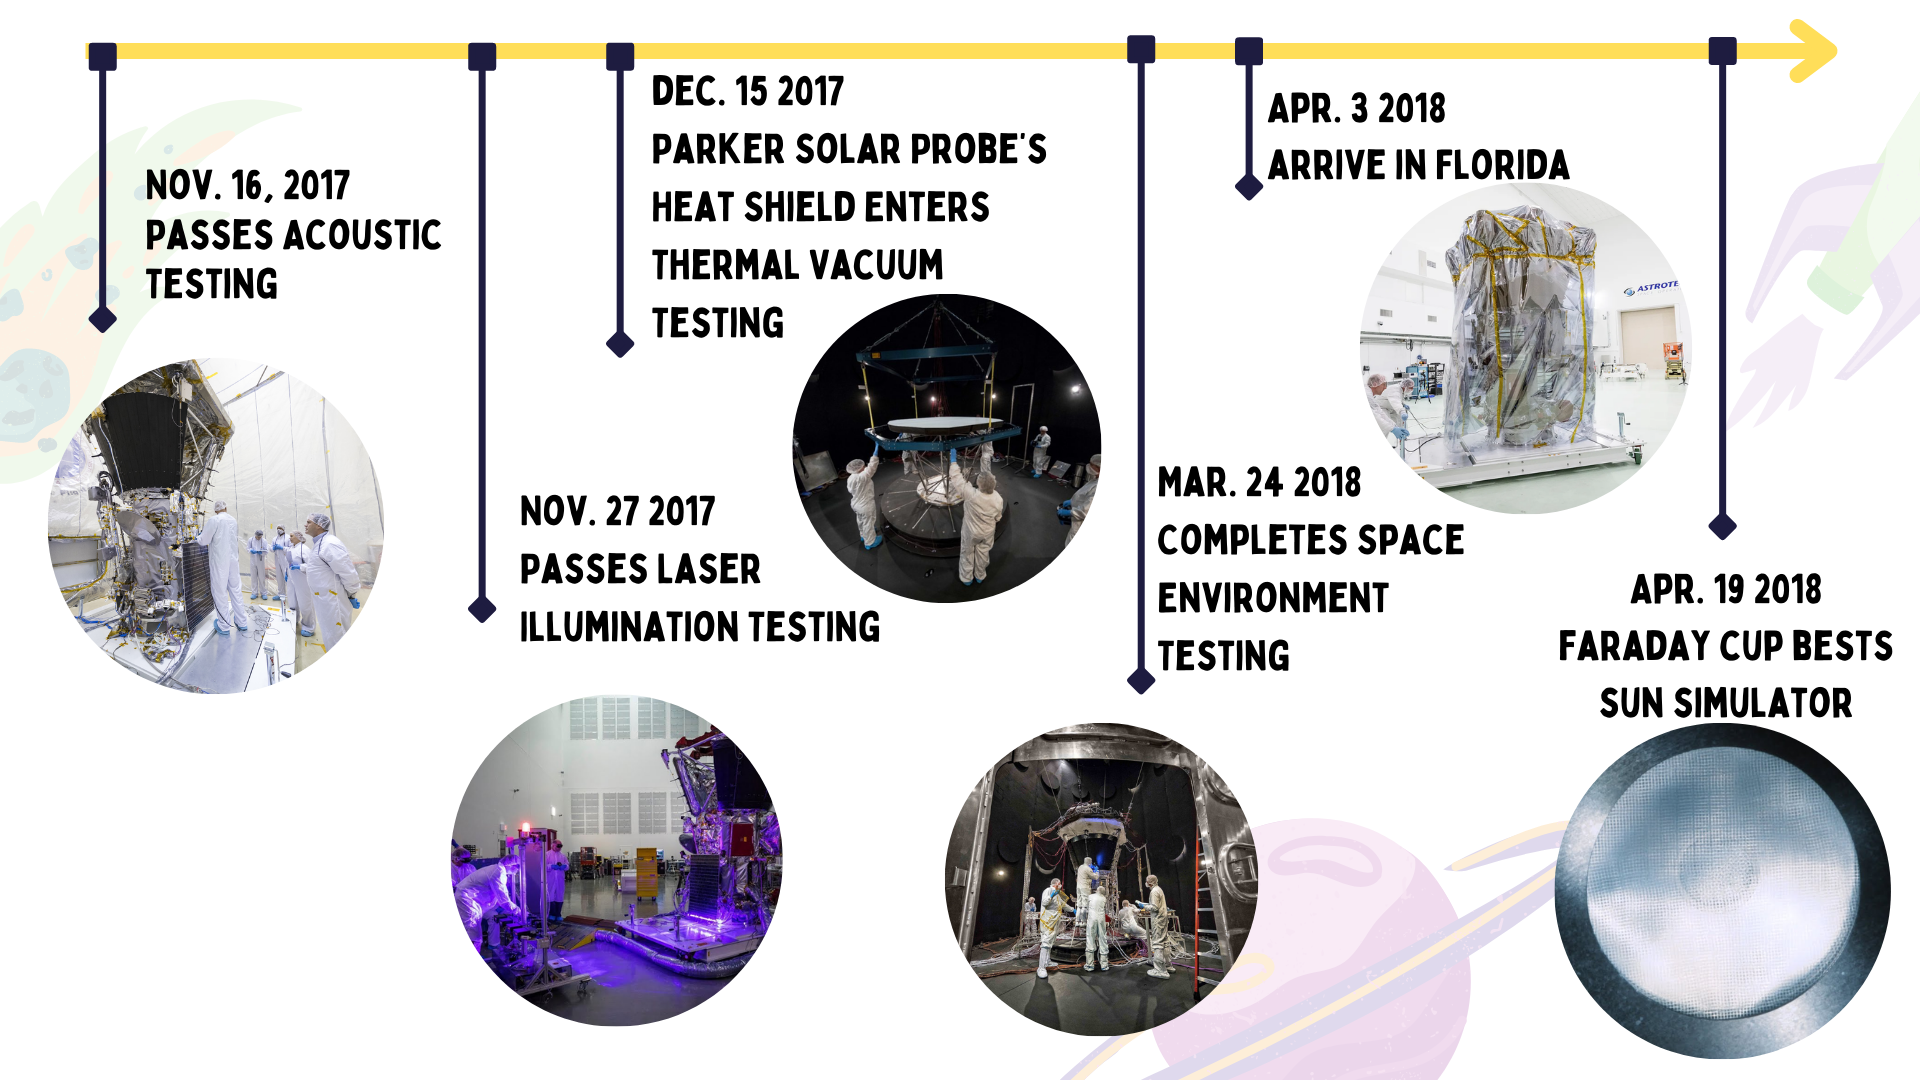 NOV. 16, 2017
PASSES ACOUSTIC
TESTING
NOV. 27 2017
PASSES LASER
ILLUMINATION TESTING
DEC. 15 2017
PARKER SOLAR PROBE'S
HEAT SHIELD ENTERS
THERMAL VACUUM
TESTING
MAR. 24 2018
COMPLETES SPACE
ENVIRONMENT
TESTING
APR. 3 2018
ARRIVE IN FLORIDA
ASTROTE
APR. 19 2018
FARADAY CUP BESTS
SUN SIMULATOR